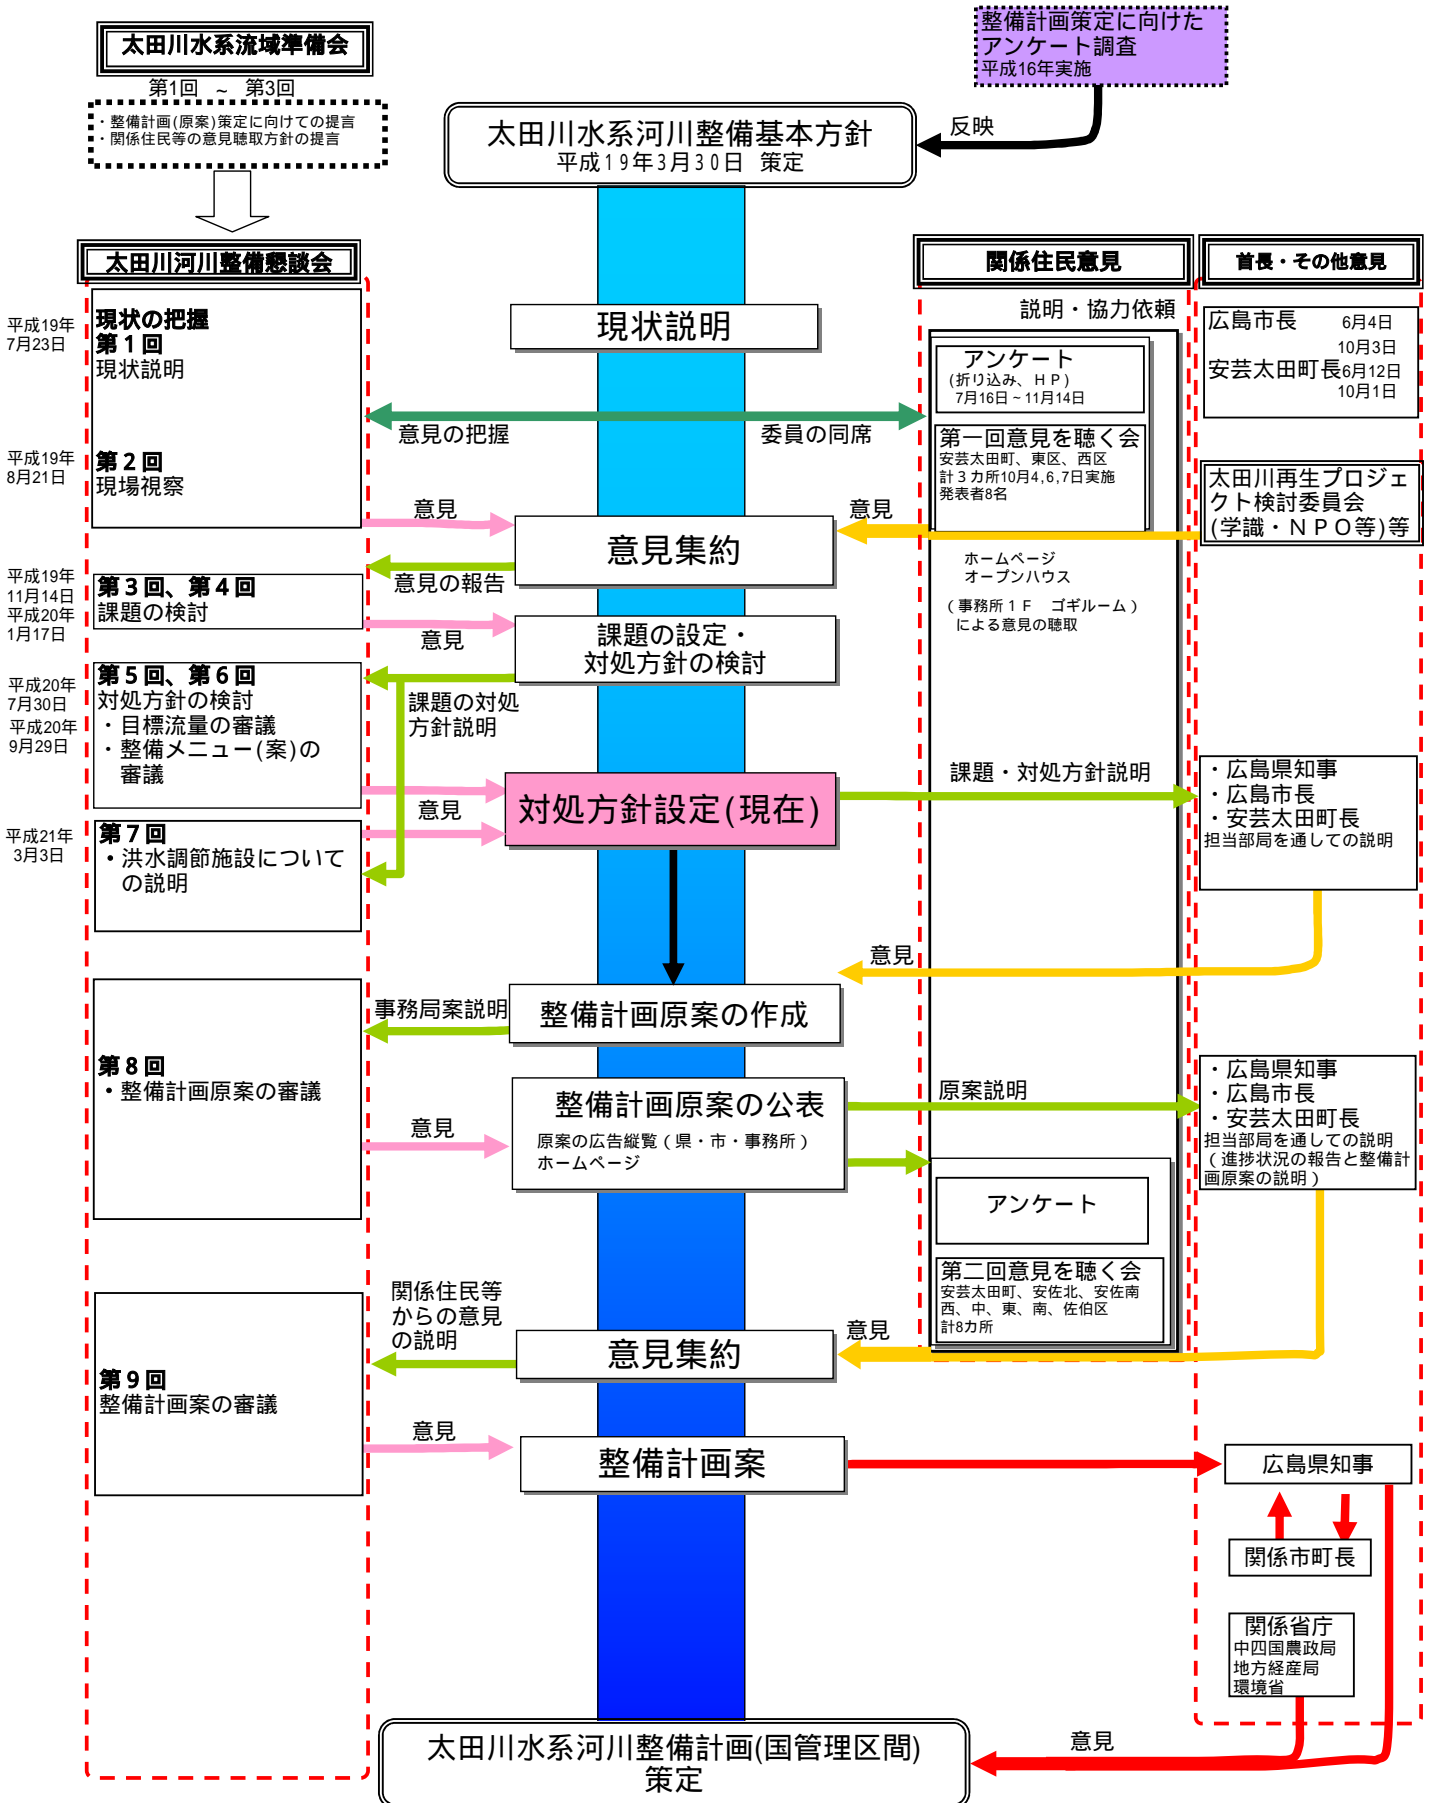 太田川水系流域準備会
第1回　～　第3回
・整備計画(原案)策定に向けての提言
・関係住民等の意見聴取方針の提言
整備計画策定に向けた
アンケート調査
平成16年実施
反映
太田川水系河川整備基本方針
平成19年3月30日 策定
太田川河川整備懇談会
関係住民意見
首長・その他意見
平成19年
7月23日
現状の把握
第1回
現状説明
平成19年
8月21日
第2回
現場視察
現状説明
意見の把握
委員の同席
説明・協力依頼
アンケート
(折り込み、ＨＰ)
7月16日～11月14日
第一回意見を聴く会
安芸太田町、東区、西区
計３カ所10月4,6,7日実施
発表者8名
広島市長　6月4日
10月3日
安芸太田町長6月12日
10月1日
太田川再生プロジェ
クト検討委員会
(学識・ＮＰＯ等)等
意見
意見
意見集約
意見の報告
ホームページ
オープンハウス
（事務所１Ｆ　ゴギルーム）
による意見の聴取
平成19年
11月14日
平成20年
1月17日
第3回、第4回
課題の検討
意見
課題の設定・
対処方針の検討
平成20年
7月30日
平成20年
9月29日
第5回、第6回
対処方針の検討
・目標流量の審議
・整備メニュー(案)の
審議
課題の対処
方針説明
意見
対処方針設定(現在)
課題・対処方針説明
・広島県知事
・広島市長
・安芸太田町長
担当部局を通しての説明
平成21年
3月3日
第7回
・洪水調節施設について
の説明
意見
事務局案説明
整備計画原案の作成
第8回
・整備計画原案の審議
意見
整備計画原案の公表
原案の広告縦覧（県・市・事務所）
ホームページ
原案説明
・広島県知事
・広島市長
・安芸太田町長
担当部局を通しての説明
（進捗状況の報告と整備計
画原案の説明）
アンケート
第二回意見を聴く会
安芸太田町、安佐北、安佐南
西、中、東、南、佐伯区
計8カ所
関係住民等
からの意見
の説明
意見集約
意見
第9回
整備計画案の審議
意見
整備計画案
広島県知事
関係市町長
関係省庁
中四国農政局
地方経産局
環境省
意見
太田川水系河川整備計画(国管理区間)
策定